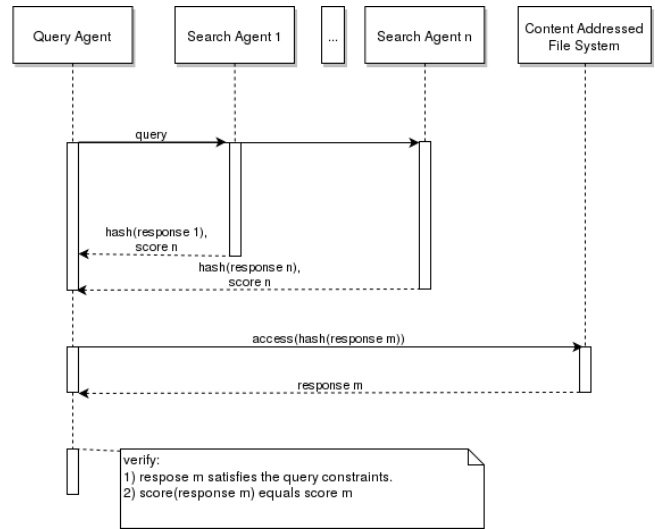 Query Agent
Search Agent 1
...
Search Agent n
Content Addressed
File System
query
hash(response 1),
score n
hash(response n),
score n
access(hash(response m))
response m
verify:
1) respose m satisfies the query constraints.
2) score(response m) equals score m